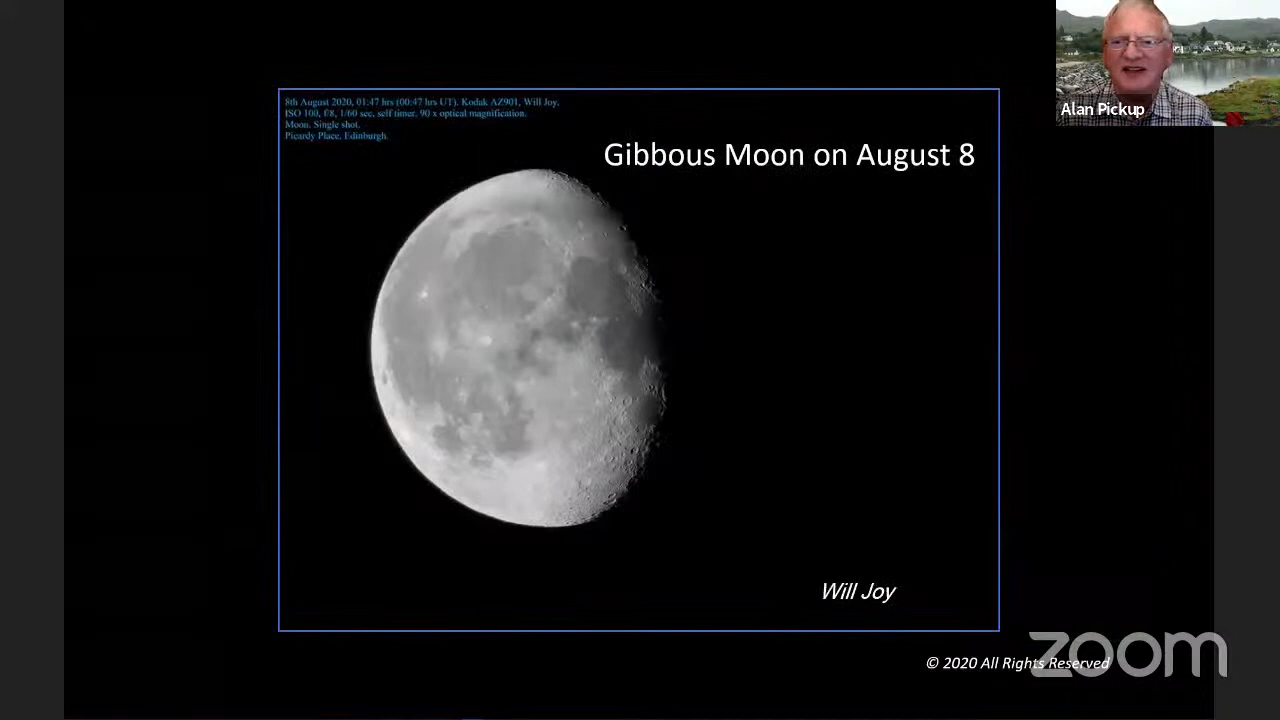 8th August 2020, 01:47 hrs (00:47 hrs UT). Kodak AZ901, Will Joy.
ISO 100, f/8, 1/60 sec, self timer. 90 x optical magnification.
Moon. Single shot.
Picardy Place, Edinburgh.
Alan Pickup
Gibbous Moon on August 8
Will Joy
© 2020 All Rights Reserved
zoom